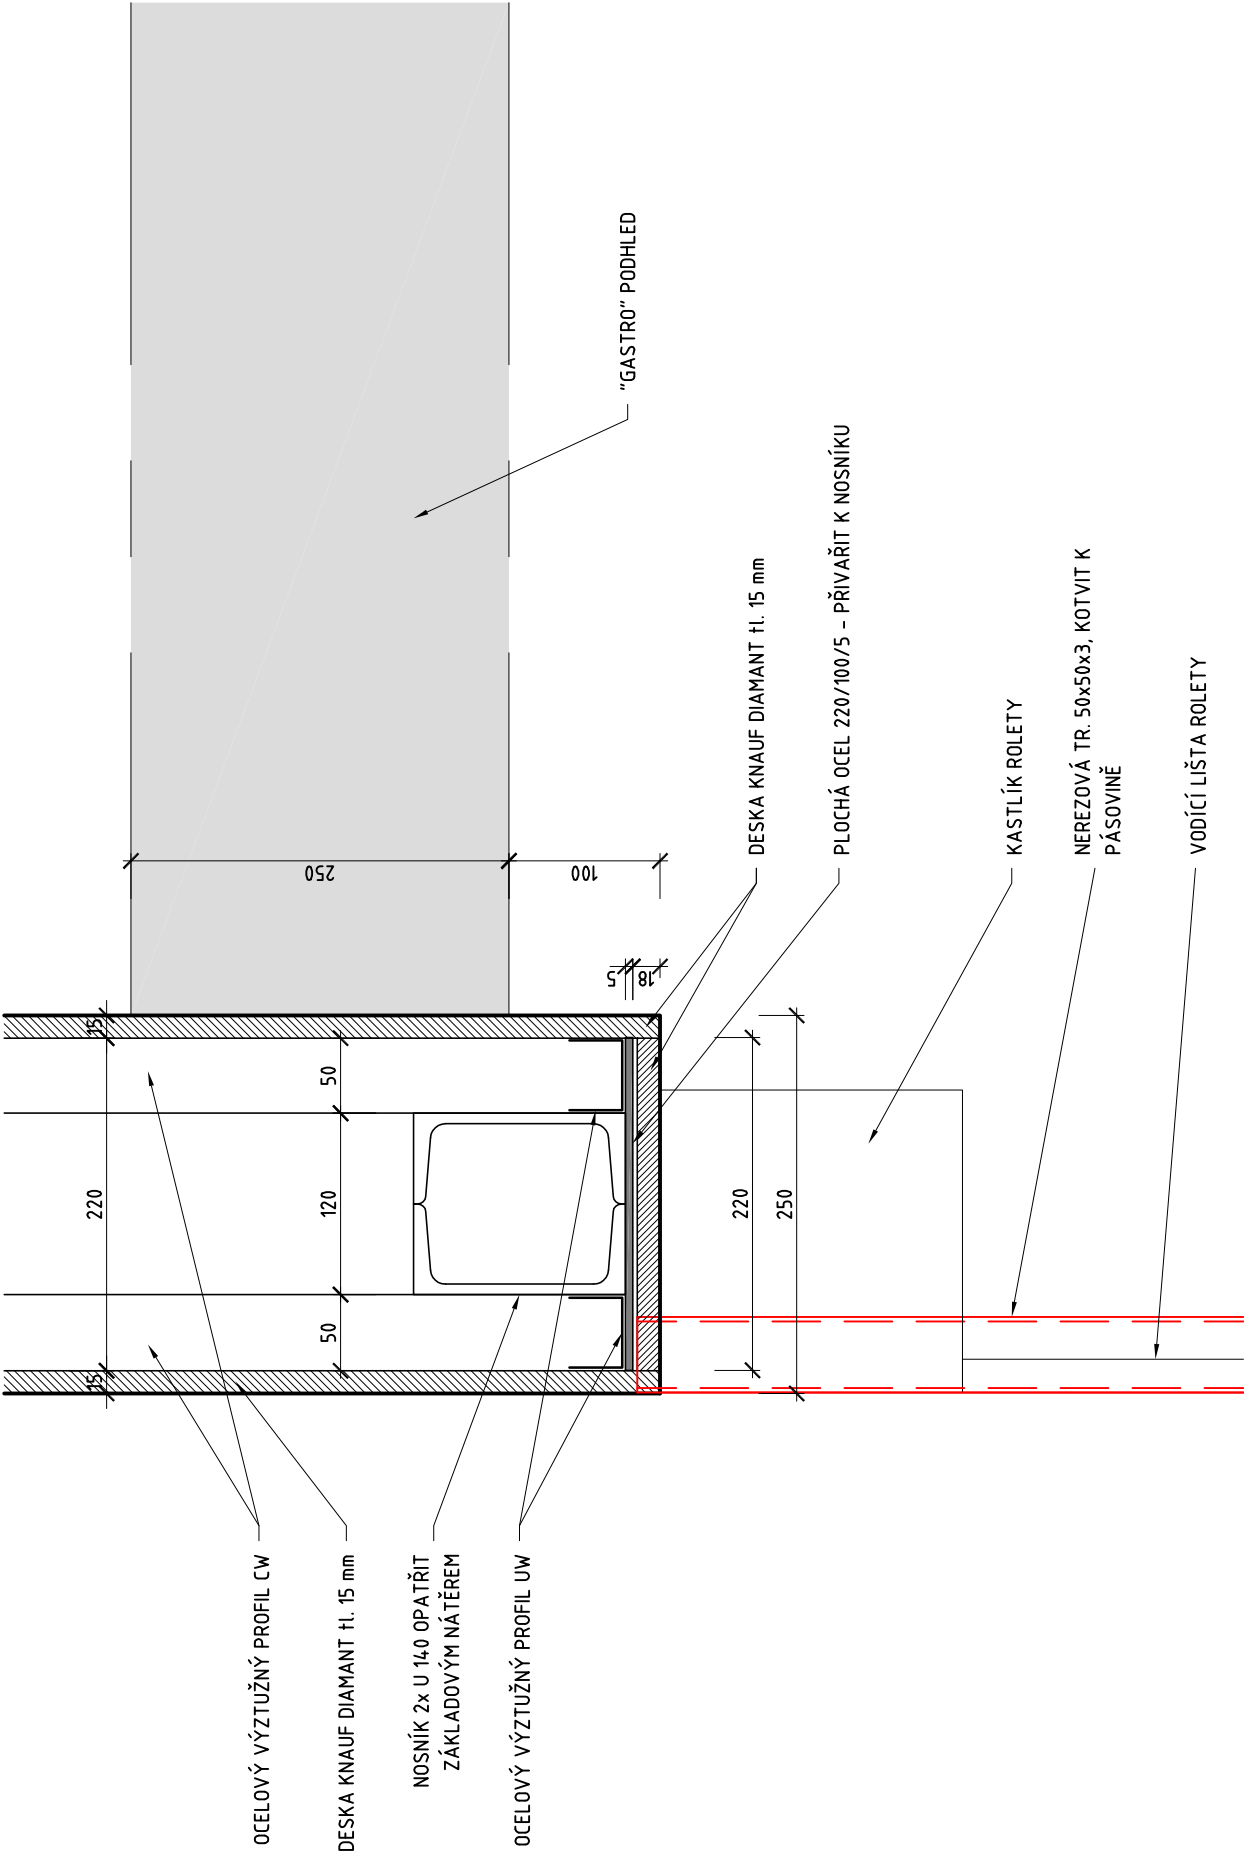 OCELOVÝ VÝZTUŽNÝ PROFIL CW
DESKA KNAUF DIAMANT tl. 15 mm
NOSNÍK 2x U 140 OPATŘIT
ZÁKLADOVÝM NÁTĚREM
OCELOVÝ VÝZTUŽNÝ PROFIL UW
15
220
15
50
120
50
250
100
5
18
220
250
"GASTRO" PODHLED
DESKA KNAUF DIAMANT tl. 15 mm
PLOCHÁ OCEL 220/100/5 - PŘIVAŘIT K NOSNÍKU
KASTLÍK ROLETY
NEREZOVÁ TR. 50x50x3, KOTVIT K
PÁSOVINĚ
VODÍCÍ LIŠTA ROLETY